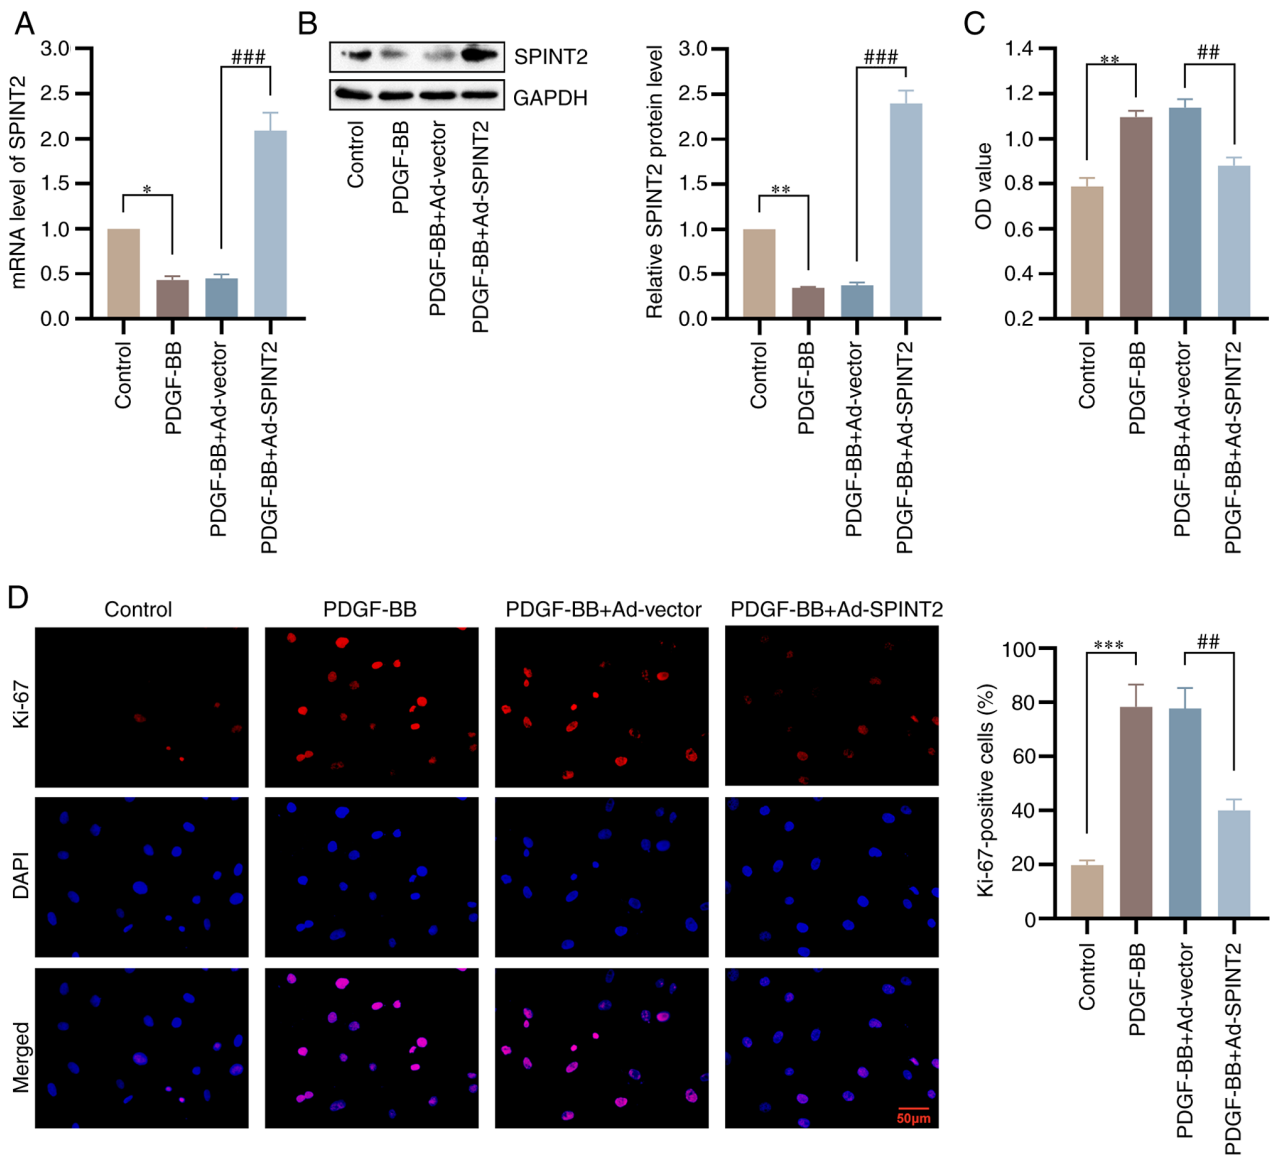 A
mRNA level of SPINT2
3.0
2.5
2.0
1.5
1.0
0.5
0.0
*
###
Control
PDGF-BB
PDGF-BB+Ad-vector
PDGF-BB+Ad-SPINT2
B
SPINT2
GAPDH
Control
PDGF-BB
PDGF-BB+Ad-vector
PDGF-BB+Ad-SPINT2
Relative SPINT2 protein level
3.0
2.5
2.0
1.5
1.0
0.5
0.0
**
###
Control
PDGF-BB
PDGF-BB+Ad-vector
PDGF-BB+Ad-SPINT2
C
OD value
1.4
1.2
1.0
0.8
0.6
0.4
0.2
**
##
Control
PDGF-BB
PDGF-BB+Ad-vector
PDGF-BB+Ad-SPINT2
D
Control
PDGF-BB
PDGF-BB+Ad-vector
PDGF-BB+Ad-SPINT2
Ki-67
DAPI
Merged
50μm
Ki-67-positive cells (%)
100
80
60
40
20
0
***
##
Control
PDGF-BB
PDGF-BB+Ad-vector
PDGF-BB+Ad-SPINT2